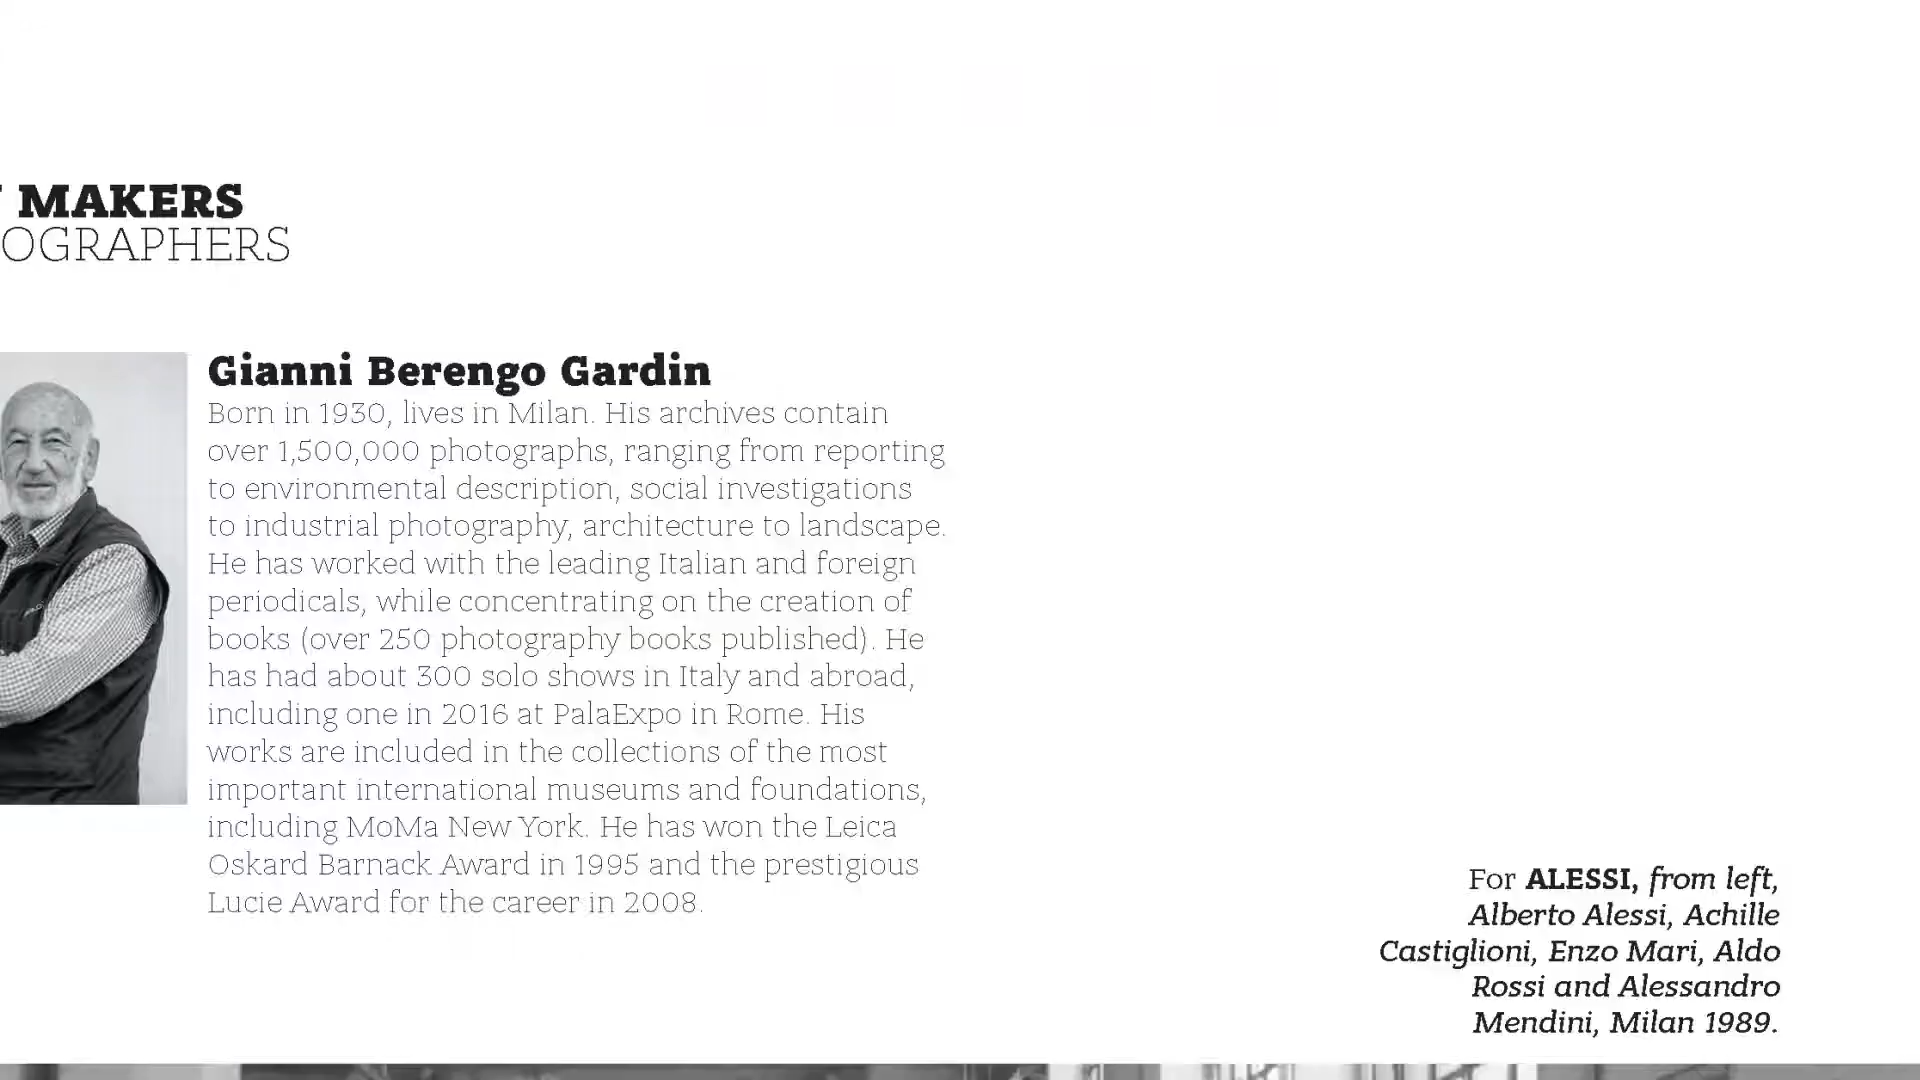 MAKERS
OGRAPHERS
Gianni Berengo Gardin
Born in 1930, lives in Milan. His archives contain
over 1,500,000 photographs, ranging from reporting
to environmental description, social investigations
to industrial photography, architecture to landscape.
He has worked with the leading Italian and foreign
periodicals, while concentrating on the creation of
books (over 250 photography books published). He
has had about 300 solo shows in Italy and abroad,
including one in 2016 at PalaExpo in Rome. His
works are included in the collections of the most
important international museums and foundations,
including MoMa New York. He has won the Leica
Oskard Barnack Award in 1995 and the prestigious
Lucie Award for the career in 2008.
For ALESSI, from left,
Alberto Alessi, Achille
Castiglioni, Enzo Mari, Aldo
Rossi and Alessandro
Mendini, Milan 1989.